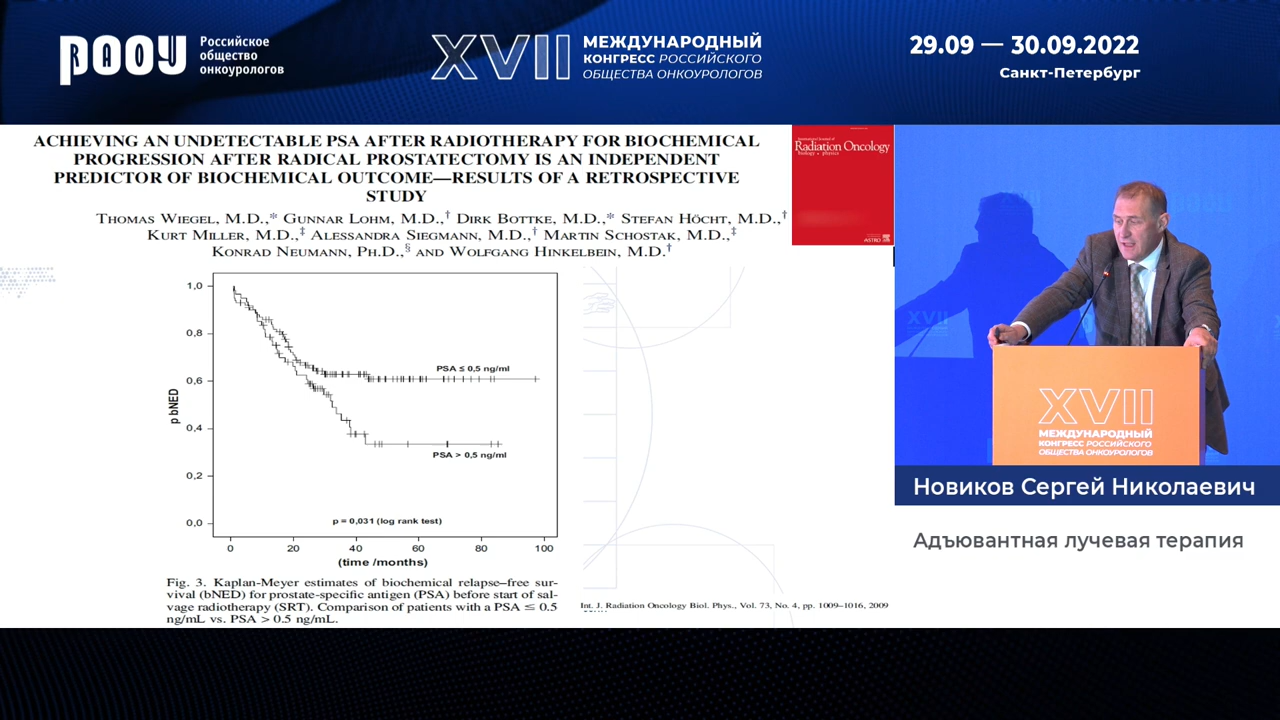 РАОУ
Российское
общество
онкоурологов
XVII
МЕЖДУНАРОДНЫЙ
КОНГРЕСС РОССИЙСКОГО
ОБЩЕСТВА ОНКОУРОЛОГОВ
29.09 — 30.09.2022
Санкт-Петербург
ACHIEVING AN UNDETECTABLE PSA AFTER RADIOTHERAPY FOR BIOCHEMICAL
PROGRESSION AFTER RADICAL PROSTATECTOMY IS AN INDEPENDENT
PREDICTOR OF BIOCHEMICAL OUTCOME—RESULTS OF A RETROSPECTIVE
STUDY
Thomas Wiegel, M.D.,* Gunnar Lohm, M.D.,† Dirk Bottke, M.D.,* Stefan Höcht, M.D.,†
Kurt Miller, M.D.,‡ Alessandra Siegmann, M.D.,† Martin Schostak, M.D.,‡
Konrad Neumann, Ph.D.,§ and Wolfgang Hinkelbein, M.D.†
International Journal of
Radiation Oncology
biology • physics
ASTRO
1,0
0,8
0,6
0,4
0,2
0,0
p bNED
PSA ≤ 0,5 ng/ml
PSA > 0,5 ng/ml
p = 0,031 (log rank test)
0 20 40 60 80 100
(time /months)
Fig. 3. Kaplan-Meyer estimates of biochemical relapse–free sur-
vival (bNED) for prostate-specific antigen (PSA) before start of sal-
vage radiotherapy (SRT). Comparison of patients with a PSA ≤ 0.5
ng/mL vs. PSA > 0.5 ng/mL.
Int. J. Radiation Oncology Biol. Phys., Vol. 73, No. 4, pp. 1009–1016, 2009
XVII
XVII
МЕЖДУНАРОДНЫЙ
КОНГРЕСС РОССИЙСКОГО
ОБЩЕСТВА ОНКОУРОЛОГОВ
Новиков Сергей Николаевич
Адъювантная лучевая терапия